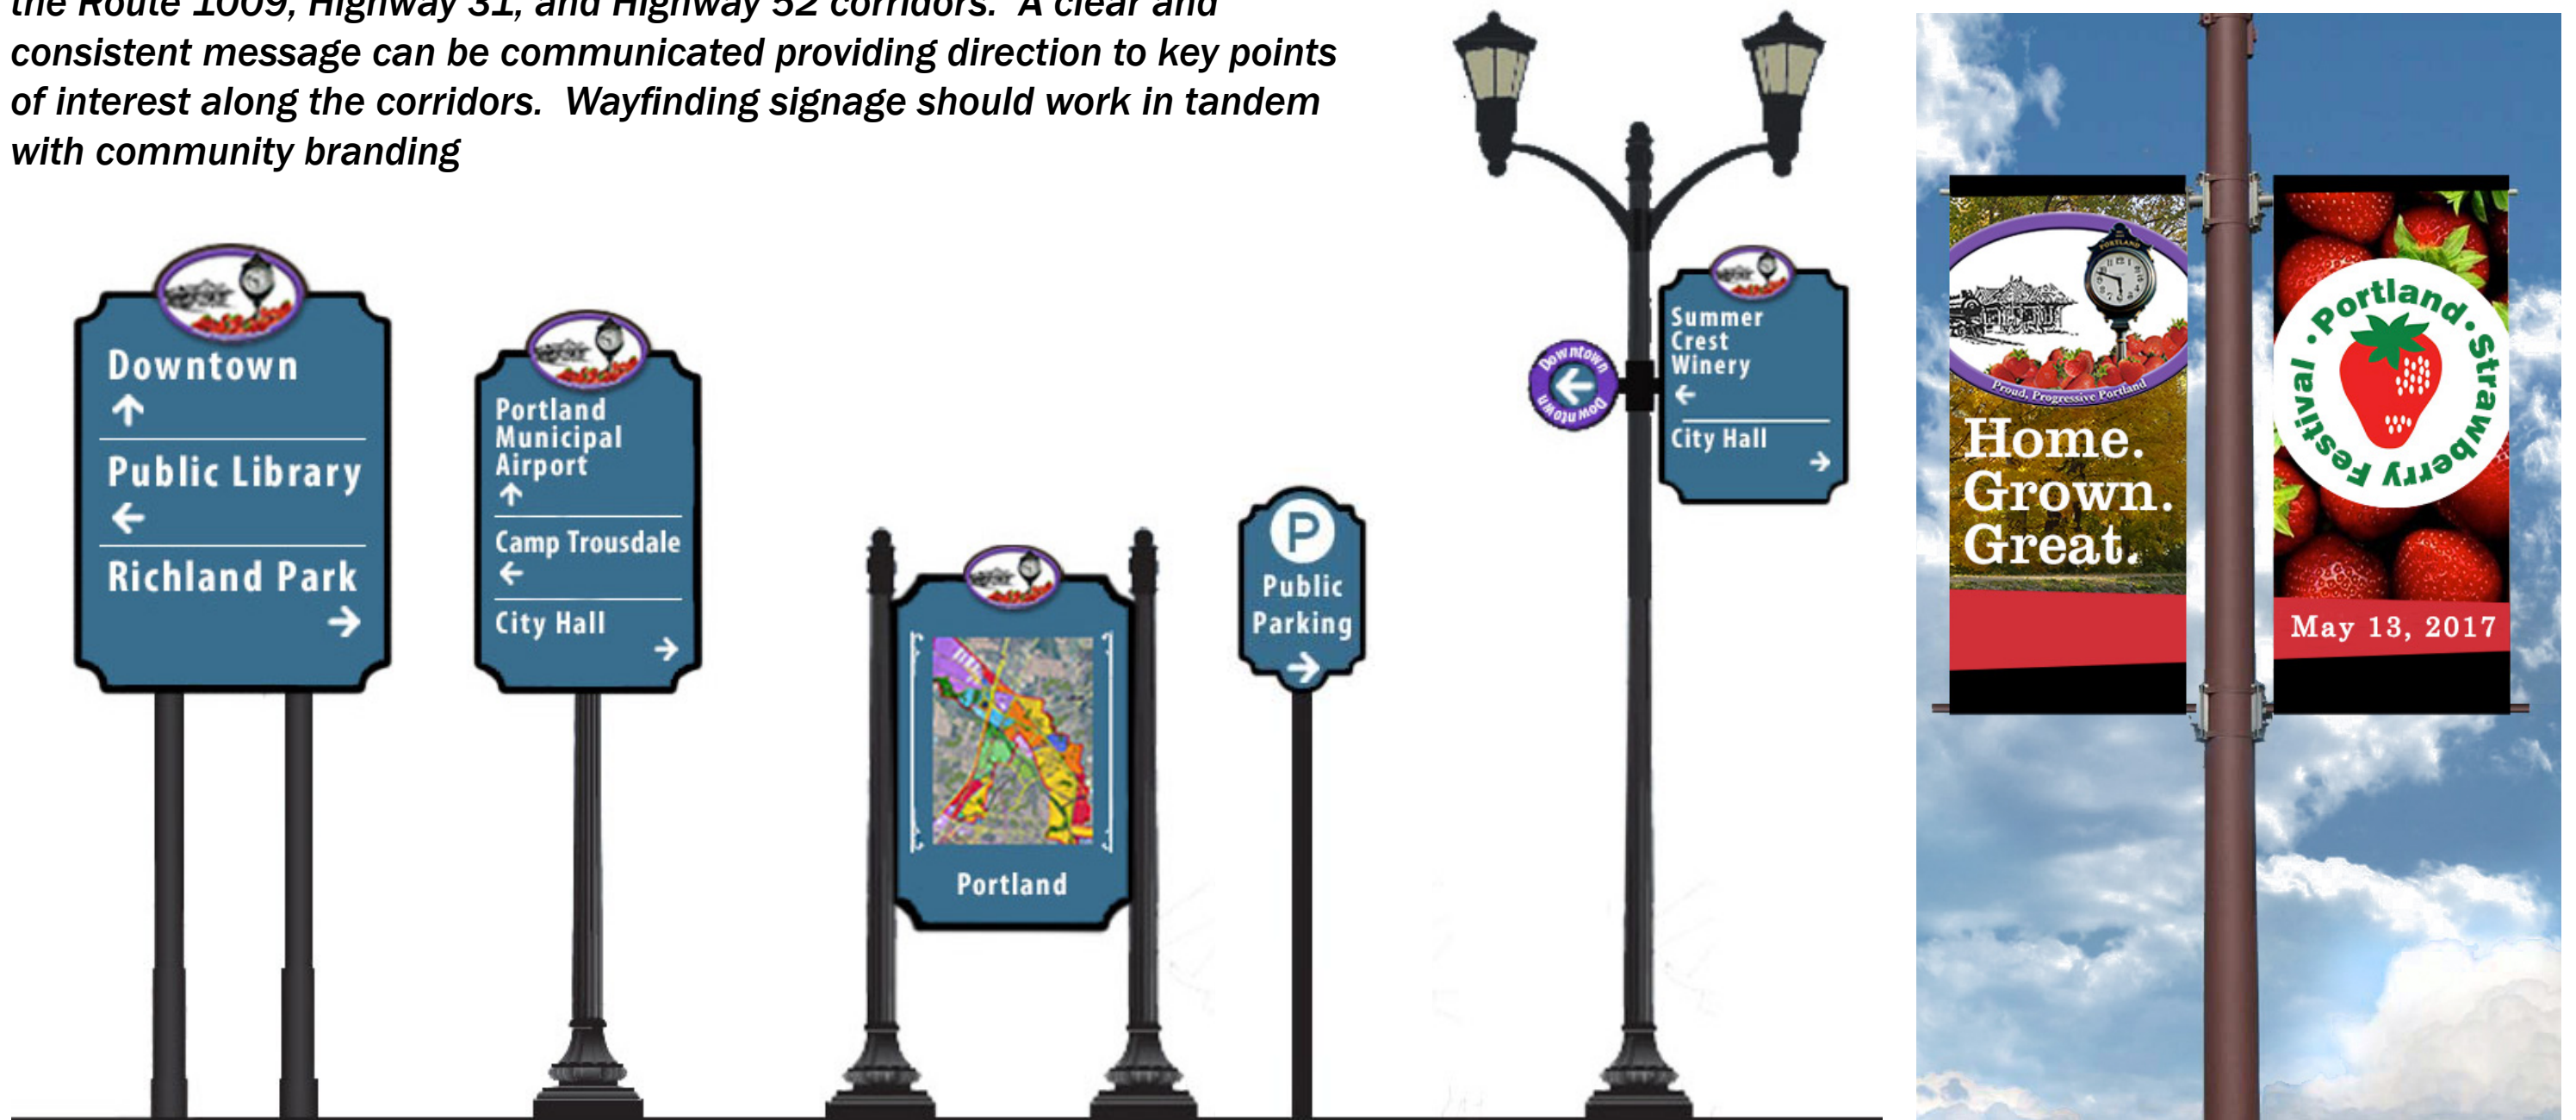 the Route 1009, Highway 31, and Highway 52 corridors.  A clear and
consistent message can be communicated providing direction to key points
of interest along the corridors.  Wayfinding signage should work in tandem
with community branding
Downtown
↑
Public Library
←
Richland Park
→
Portland
Municipal
Airport
↑
Camp Trousdale
←
City Hall
→
Portland
P
Public
Parking
→
Downtown
←
Downtown
Summer
Crest
Winery
←
City Hall
→
PORTLAND
Proud, Progressive Portland
Home.
Grown.
Great.
• Portland • Strawberry Festival
May 13, 2017